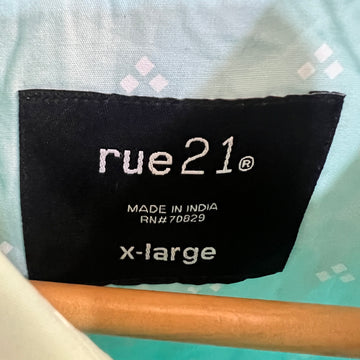 rue21®
MADE IN INDIA
RN#70829
x-large